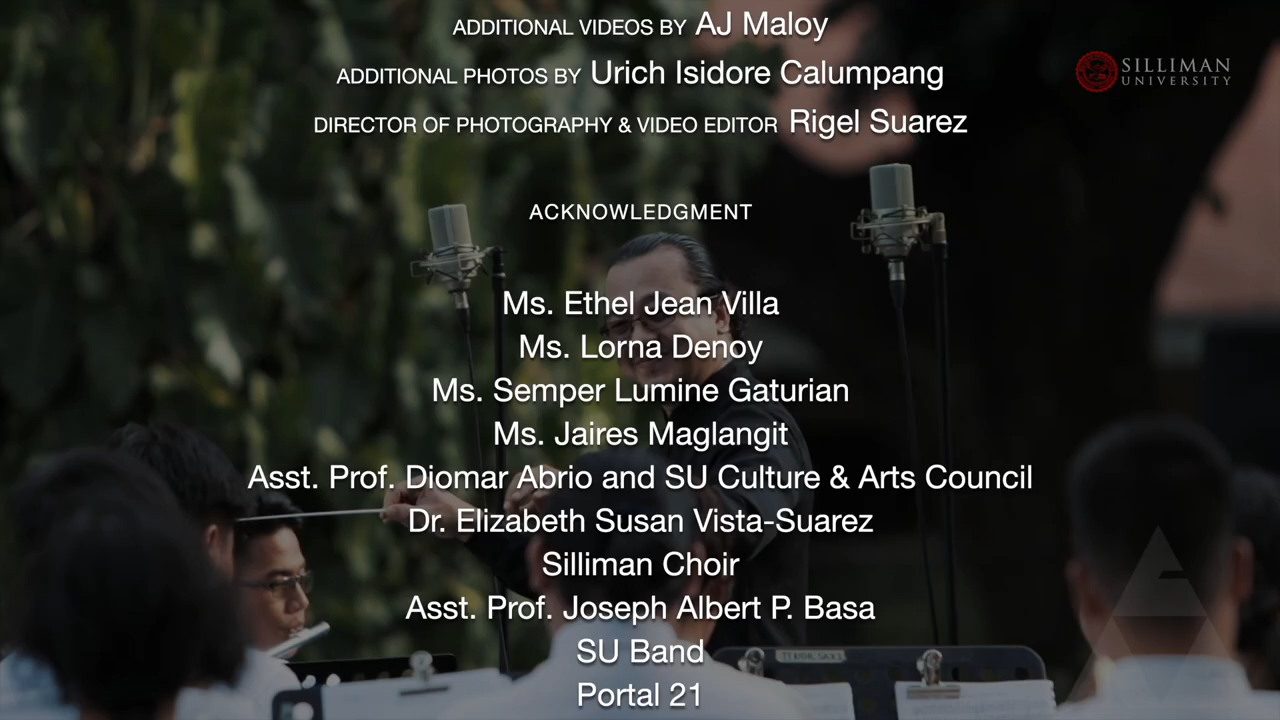 ADDITIONAL VIDEOS BY AJ Maloy
ADDITIONAL PHOTOS BY Urich Isidore Calumpang
DIRECTOR OF PHOTOGRAPHY & VIDEO EDITOR Rigel Suarez
SILLIMAN
UNIVERSITY
ACKNOWLEDGMENT
Ms. Ethel Jean Villa
Ms. Lorna Denoy
Ms. Semper Lumine Gaturian
Ms. Jaires Maglangit
Asst. Prof. Diomar Abrio and SU Culture & Arts Council
Dr. Elizabeth Susan Vista-Suarez
Silliman Choir
Asst. Prof. Joseph Albert P. Basa
SU Band
TENOR SAX 1
Portal 21